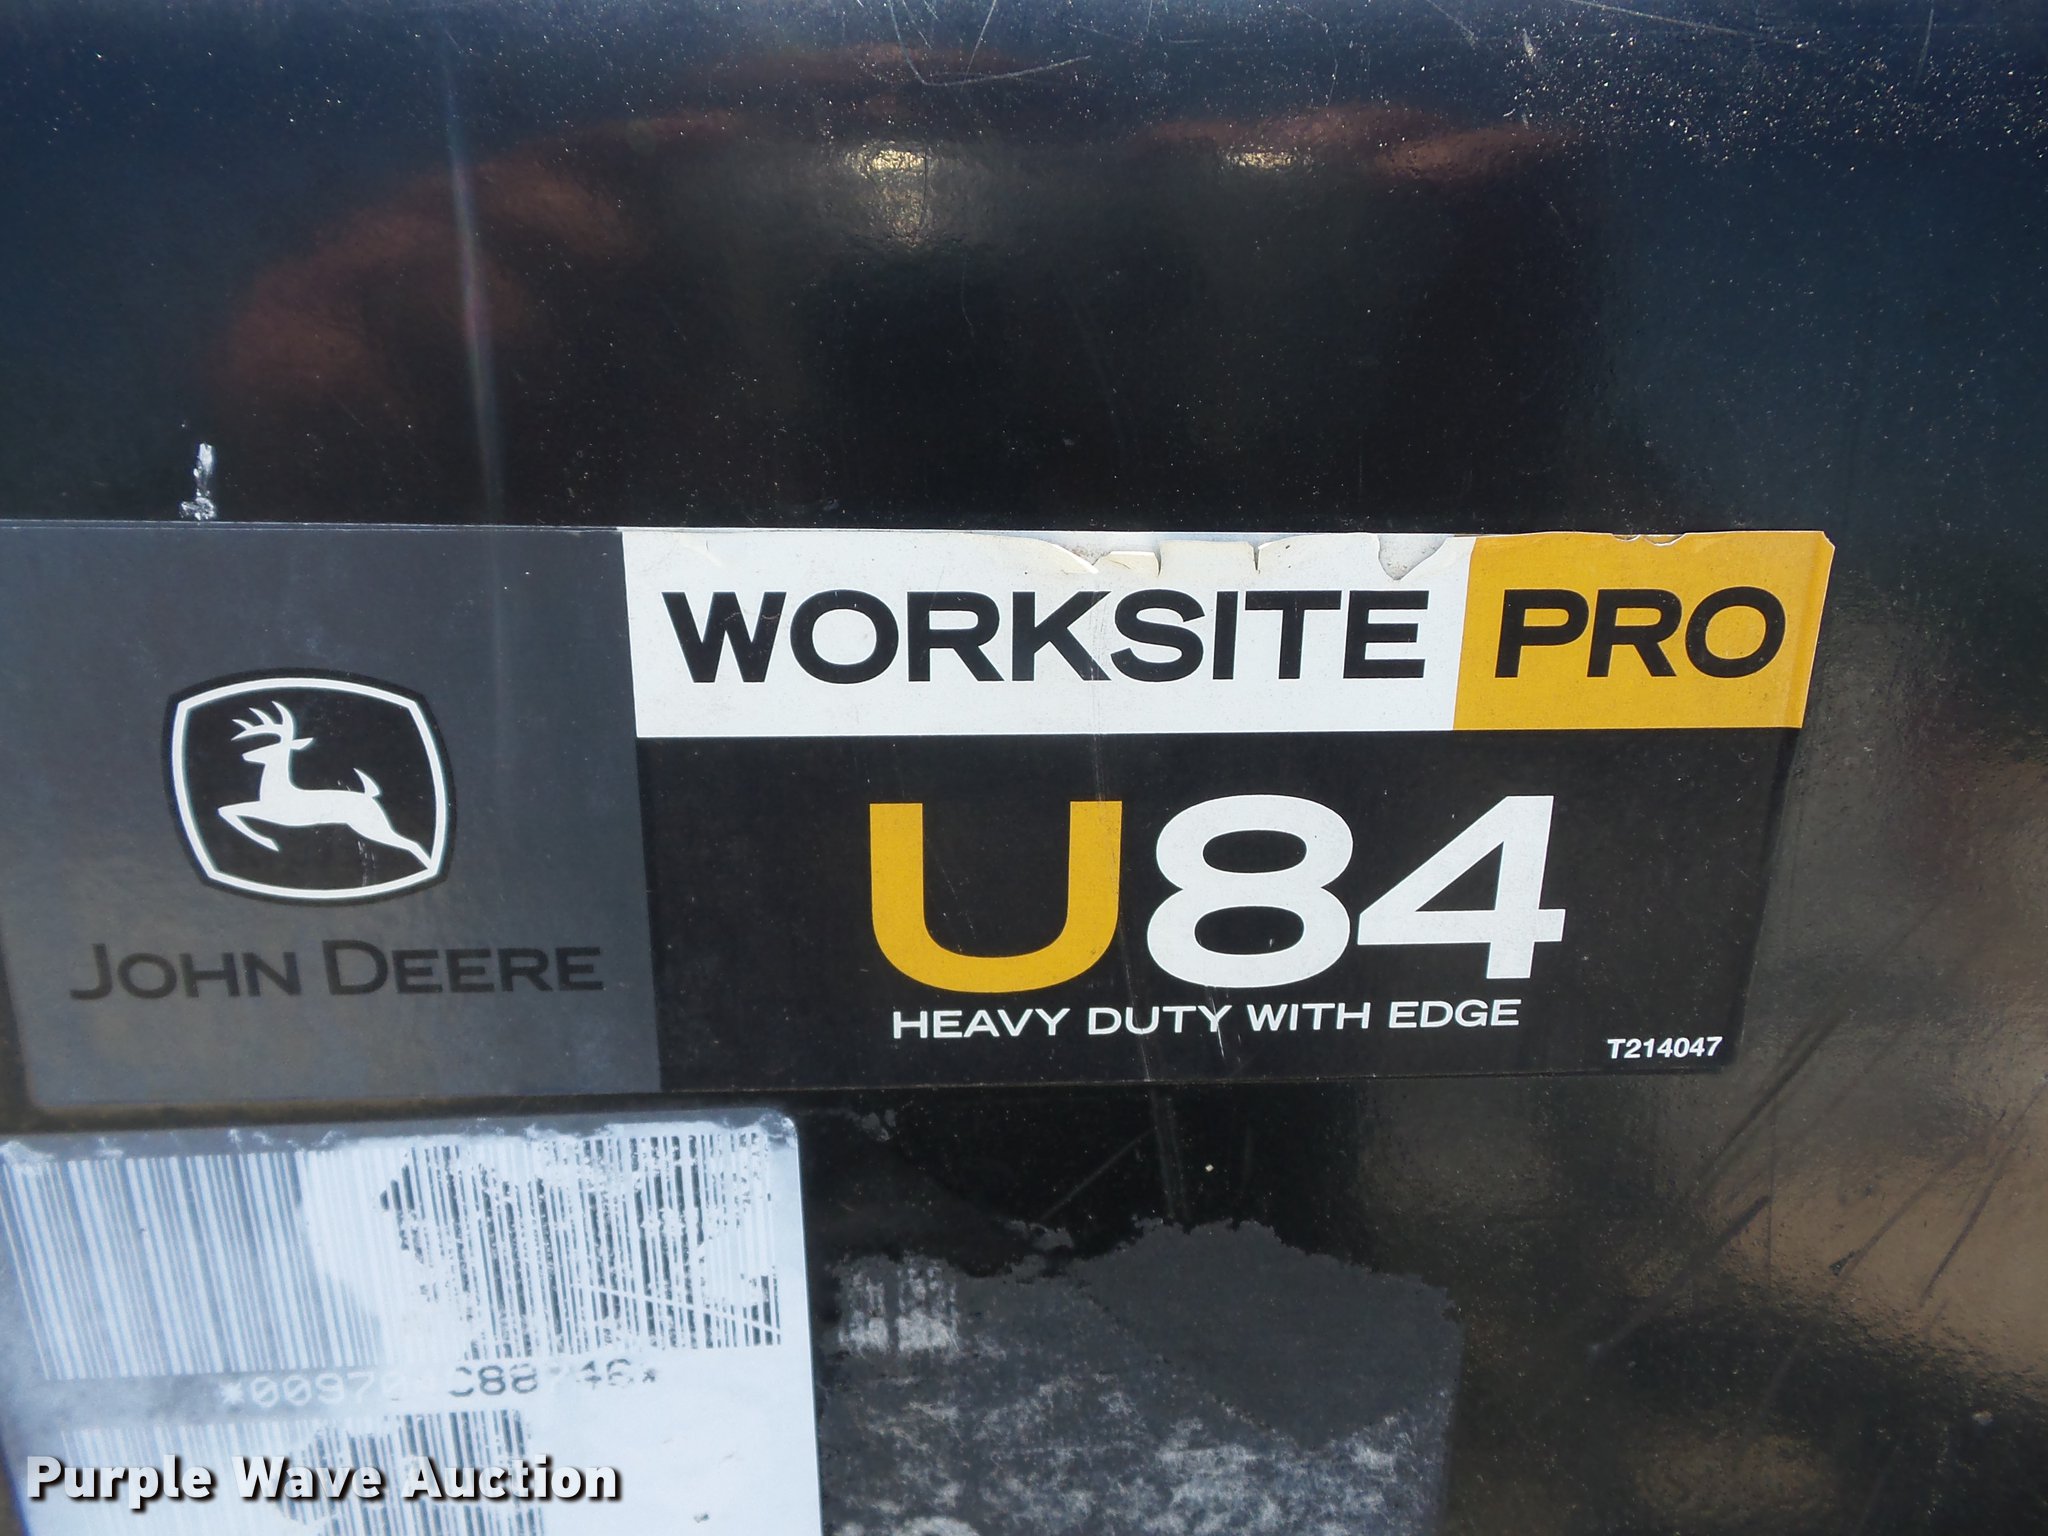 WORKSITE PRO
JOHN DEERE
U84
HEAVY DUTY WITH EDGE
T214047
Purple Wave Auction